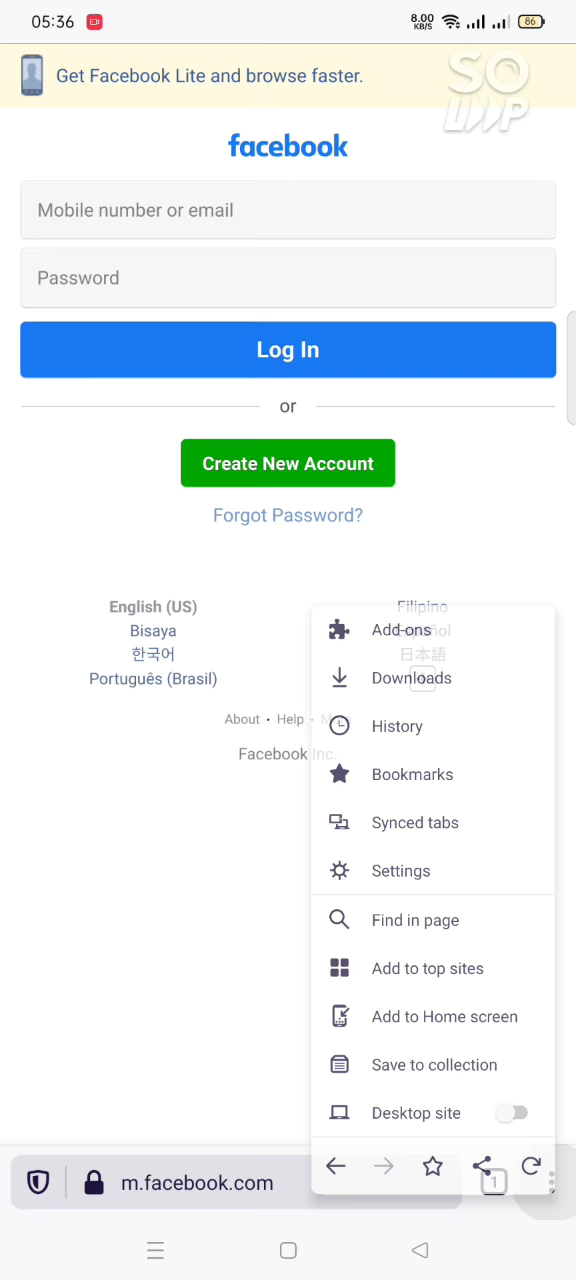 05:36
8.00
KB/S
86
Get Facebook Lite and browse faster.
SO
LOOP
facebook
Mobile number or email
Password
Log In
or
Create New Account
Forgot Password?
English (US)
Filipino
Bisaya
Español
한국어
日本語
Português (Brasil)
About · Help ·
Facebook Inc.
Add-ons
Downloads
History
Bookmarks
Synced tabs
Settings
Find in page
Add to top sites
Add to Home screen
Save to collection
Desktop site
m.facebook.com
1